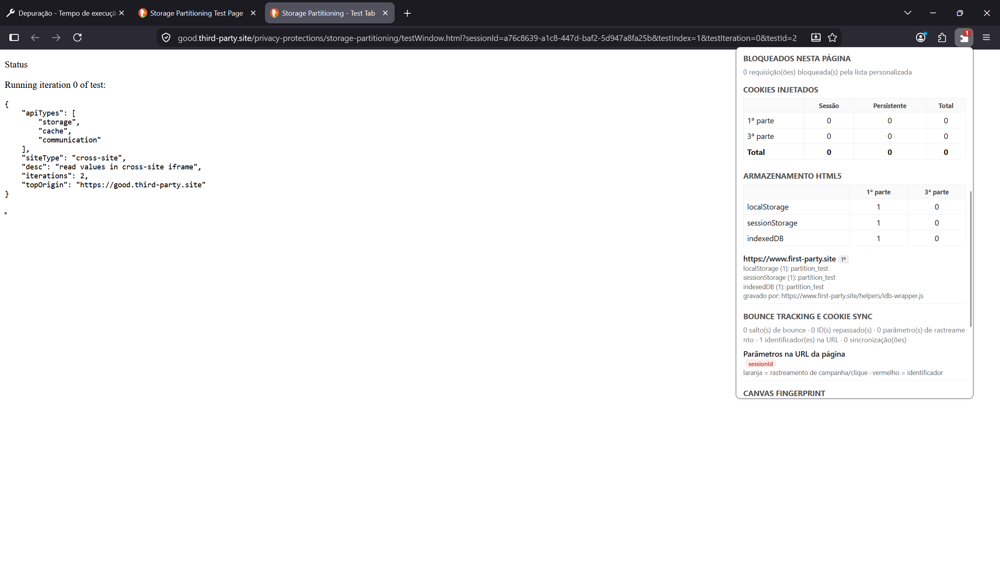 Depuração - Tempo de execuçã
Storage Partitioning Test Page
Storage Partitioning - Test Tab
good.third-party.site/privacy-protections/storage-partitioning/testWindow.html?sessionId=a76c8639-a1c8-447d-baf2-5d947a8fa25b&testIndex=1&testIteration=0&testId=2
1
Status
Running iteration 0 of test:
{
    "apiTypes": [
        "storage",
        "cache",
        "communication"
    ],
    "siteType": "cross-site",
    "desc": "read values in cross-site iframe",
    "iterations": 2,
    "topOrigin": "https://good.third-party.site"
}
BLOQUEADOS NESTA PÁGINA
0 requisição(ões) bloqueada(s) pela lista personalizada
COOKIES INJETADOS
Sessão Persistente Total
1ª parte 0 0 0
3ª parte 0 0 0
Total 0 0 0
ARMAZENAMENTO HTML5
1ª parte 3ª parte
localStorage 1 0
sessionStorage 1 0
indexedDB 1 0
https://www.first-party.site 1ª
localStorage (1): partition_test
sessionStorage (1): partition_test
indexedDB (1): partition_test
gravado por: https://www.first-party.site/helpers/idb-wrapper.js
BOUNCE TRACKING E COOKIE SYNC
0 salto(s) de bounce · 0 ID(s) repassado(s) · 0 parâmetro(s) de rastreame
nto · 1 identificador(es) na URL · 0 sincronização(ões)
Parâmetros na URL da página
sessionId
laranja = rastreamento de campanha/clique · vermelho = identificador
CANVAS FINGERPRINT